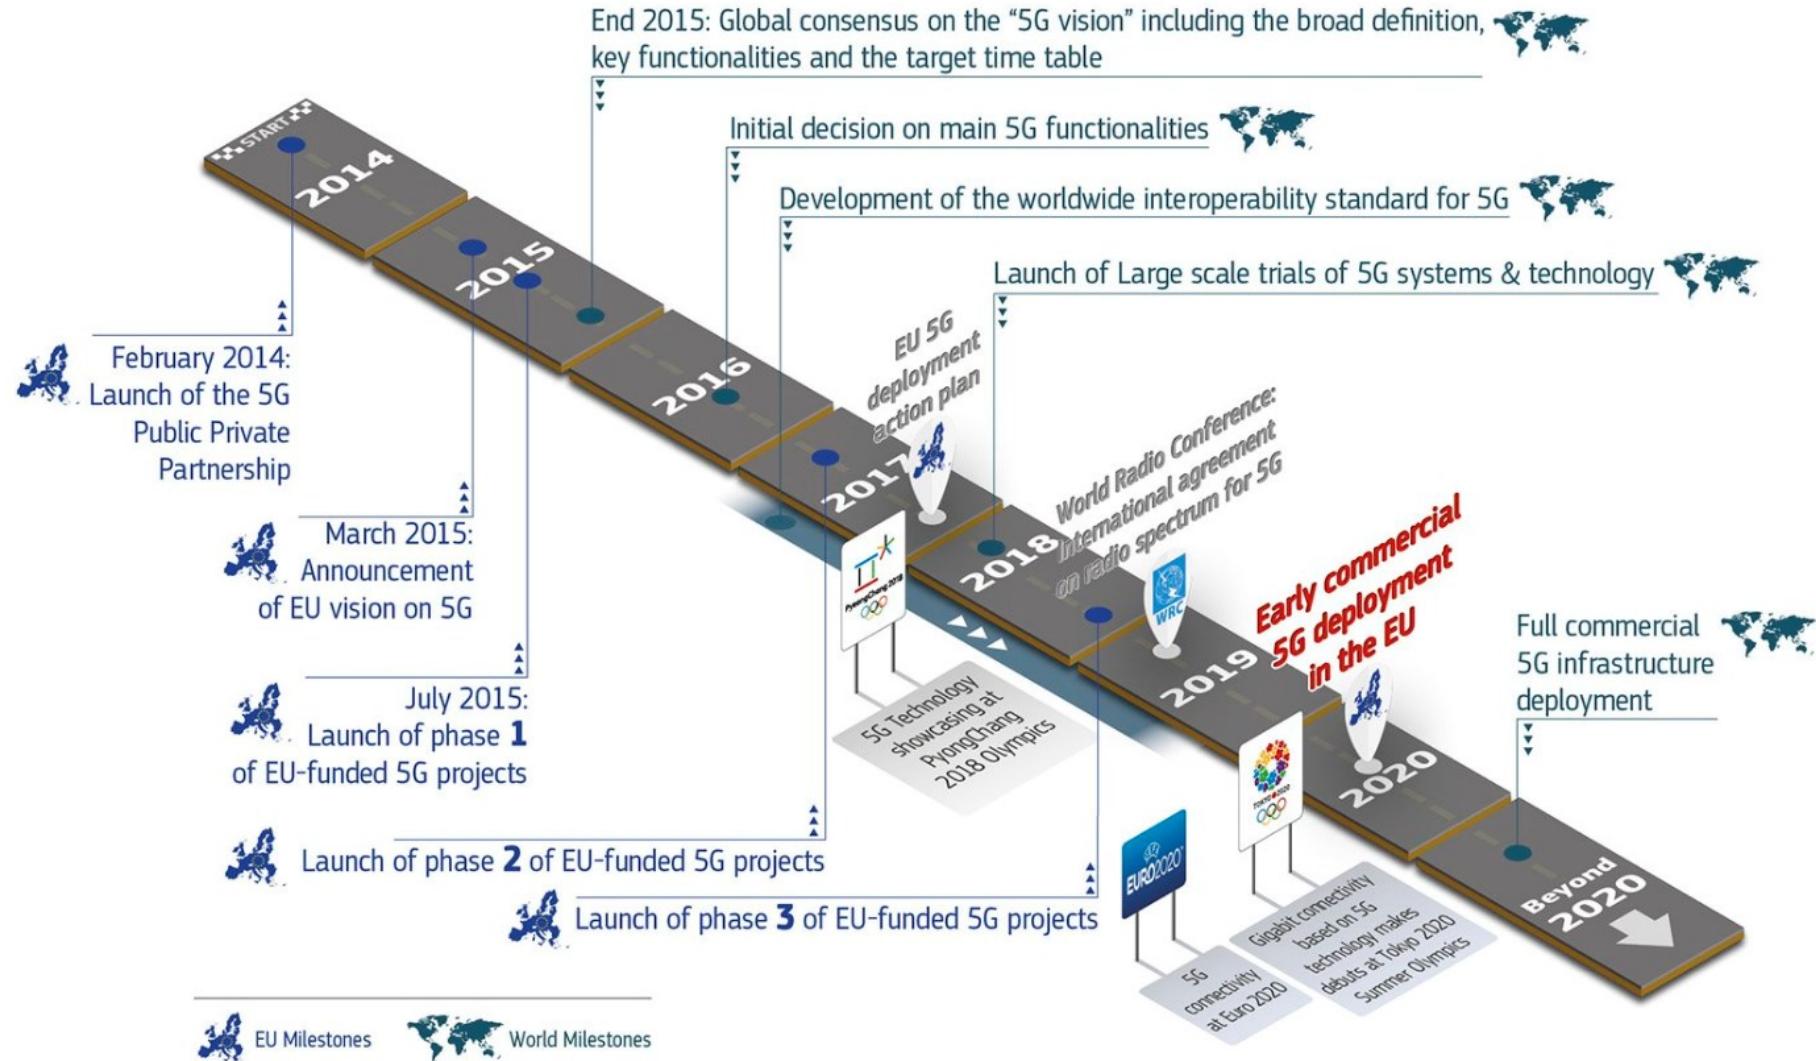 End 2015: Global consensus on the “5G vision” including the broad definition,
key functionalities and the target time table
Initial decision on main 5G functionalities
Development of the worldwide interoperability standard for 5G
Launch of Large scale trials of 5G systems & technology
START
2014
2015
2016
2017
2018
2019
2020
Beyond
2020
February 2014:
Launch of the 5G
Public Private
Partnership
March 2015:
Announcement
of EU vision on 5G
July 2015:
Launch of phase 1
of EU-funded 5G projects
Launch of phase 2 of EU-funded 5G projects
Launch of phase 3 of EU-funded 5G projects
EU 5G
deployment
action plan
World Radio Conference:
International agreement
on radio spectrum for 5G
WRC
Early commercial
5G deployment
in the EU
Full commercial
5G infrastructure
deployment
PyeongChang 2018
5G Technology
showcasing at
PyongChang
2018 Olympics
EURO2020
5G
connectivity
at Euro 2020
TOKYO 2020
Gigabit connectivity
based on 5G
technology makes
debuts at Tokyo 2020
Summer Olympics
EU Milestones
World Milestones